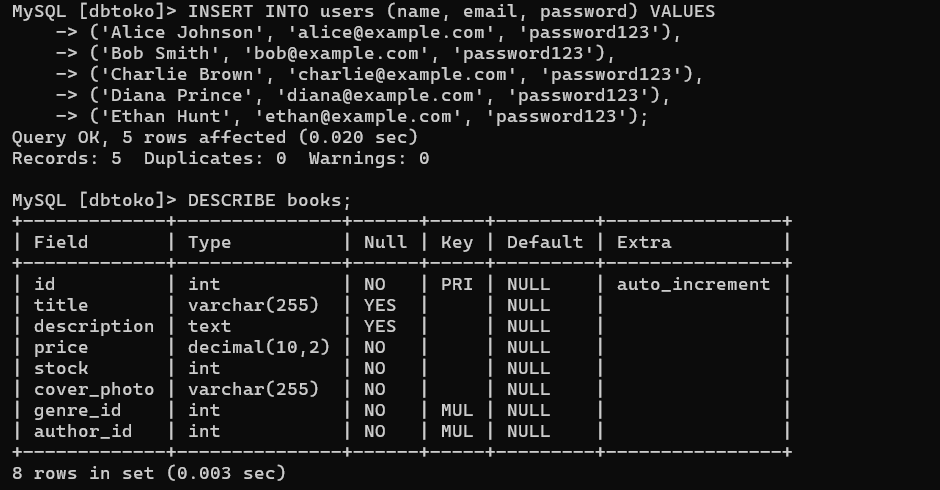 MySQL [dbtoko]> INSERT INTO users (name, email, password) VALUES
    -> ('Alice Johnson', 'alice@example.com', 'password123'),
    -> ('Bob Smith', 'bob@example.com', 'password123'),
    -> ('Charlie Brown', 'charlie@example.com', 'password123'),
    -> ('Diana Prince', 'diana@example.com', 'password123'),
    -> ('Ethan Hunt', 'ethan@example.com', 'password123');
Query OK, 5 rows affected (0.020 sec)
Records: 5  Duplicates: 0  Warnings: 0

MySQL [dbtoko]> DESCRIBE books;
+-------------+---------------+------+-----+---------+----------------+
| Field       | Type          | Null | Key | Default | Extra          |
+-------------+---------------+------+-----+---------+----------------+
| id          | int           | NO   | PRI | NULL    | auto_increment |
| title       | varchar(255)  | YES  |     | NULL    |                |
| description | text          | YES  |     | NULL    |                |
| price       | decimal(10,2) | NO   |     | NULL    |                |
| stock       | int           | NO   |     | NULL    |                |
| cover_photo | varchar(255)  | NO   |     | NULL    |                |
| genre_id    | int           | NO   | MUL | NULL    |                |
| author_id   | int           | NO   | MUL | NULL    |                |
+-------------+---------------+------+-----+---------+----------------+
8 rows in set (0.003 sec)